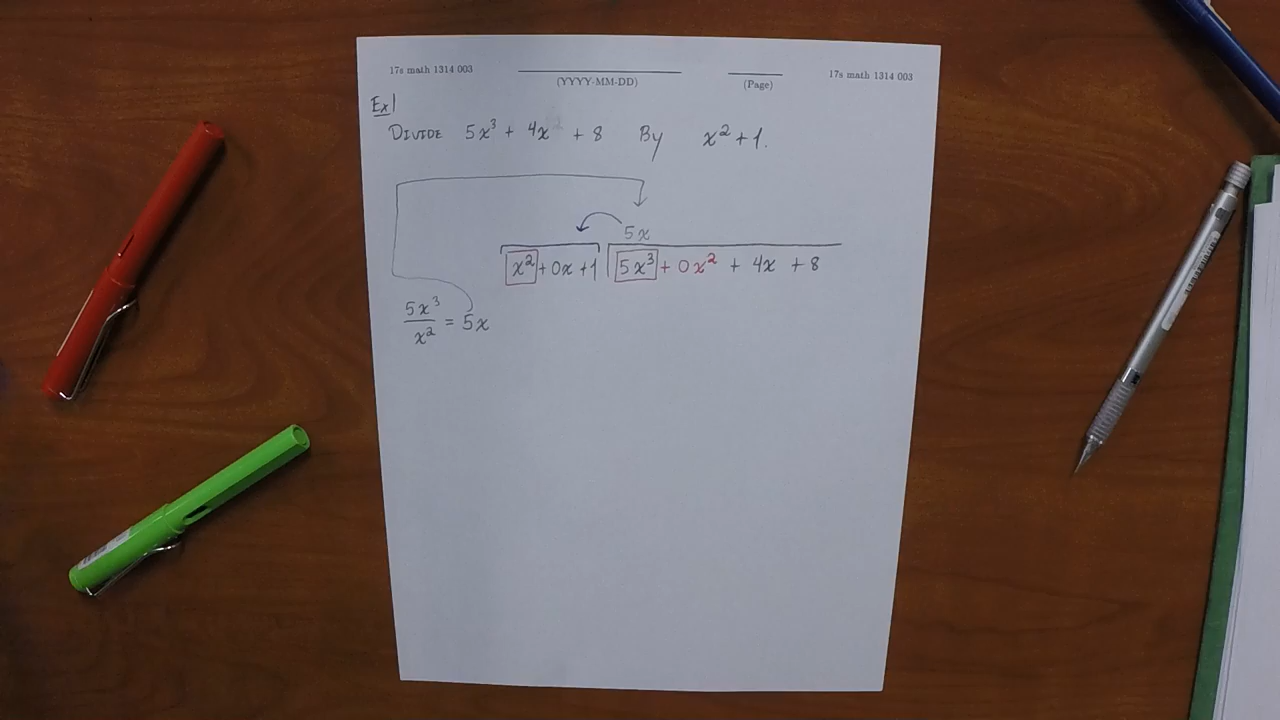 17s math 1314 003 (YYYY-MM-DD) (Page) 17s math 1314 003
Ex1
DIVIDE 5x³ + 4x + 8 By x² + 1.
5x
x² + 0x + 1 5x³ + 0x² + 4x + 8
5x³
x² = 5x